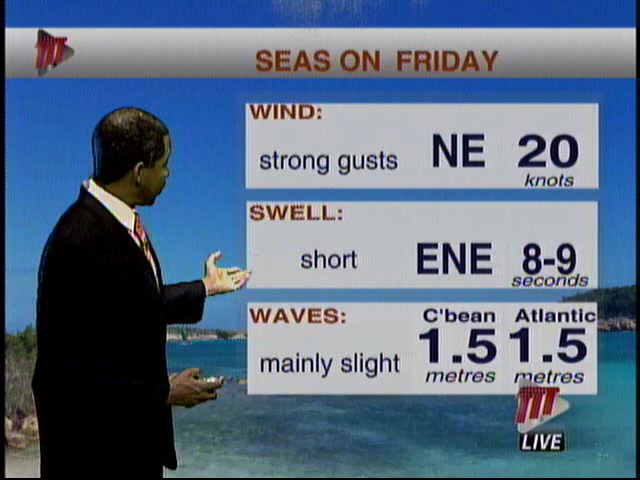 SEAS ON FRIDAY
WIND:
strong gusts NE 20
knots
SWELL:
short ENE 8-9
seconds
WAVES: C'bean Atlantic
mainly slight 1.5 1.5
metres metres
LIVE